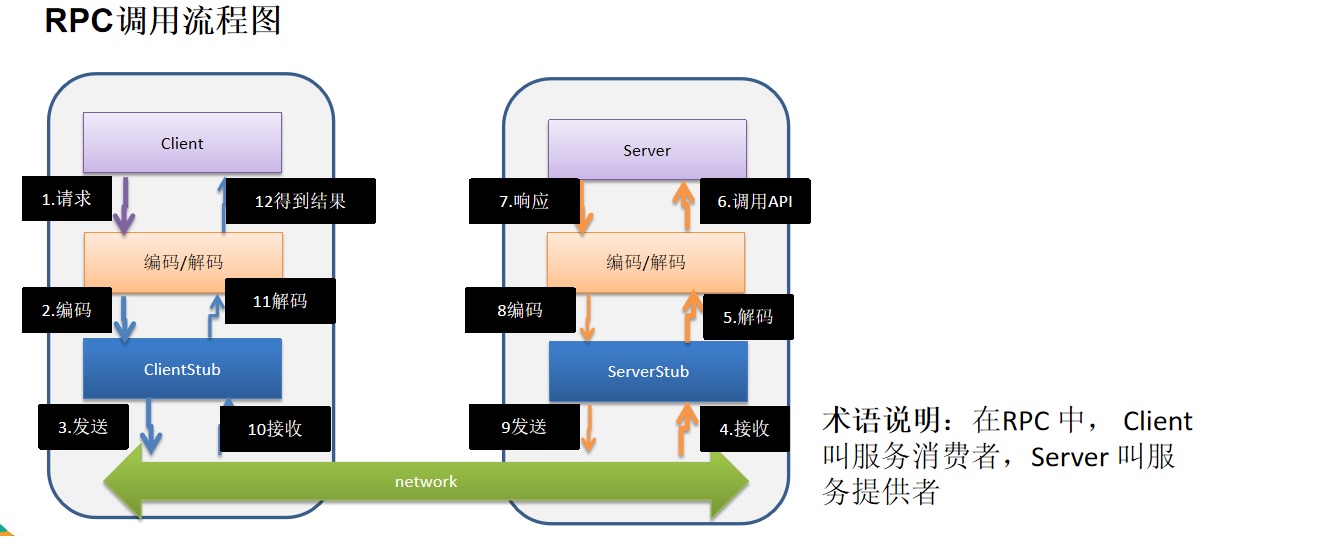 RPC调用流程图
Client
Server
1.请求
12得到结果
7.响应
6.调用API
编码/解码
编码/解码
2.编码
11解码
8编码
5.解码
ClientStub
ServerStub
3.发送
10接收
9发送
4.接收
network
术语说明：在RPC 中， Client
叫服务消费者，Server 叫服
务提供者